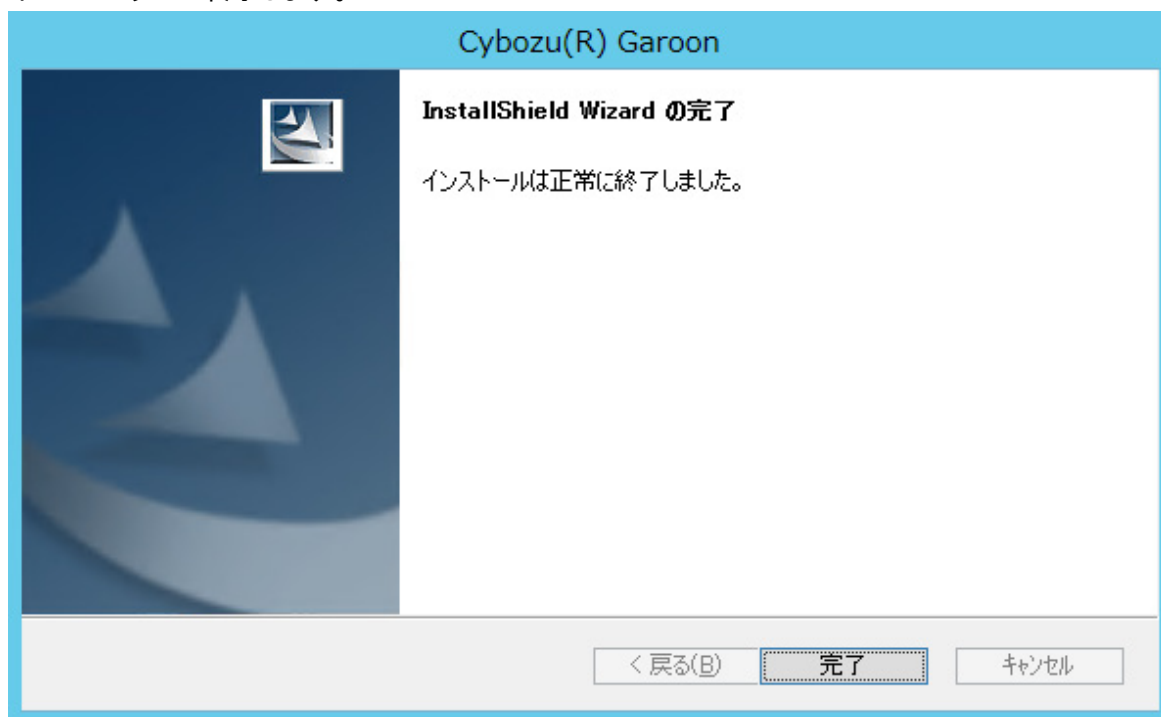 Cybozu(R) Garoon
InstallShield Wizard の完了
インストールは正常に終了しました。
< 戻る(B)
完了
キャンセル